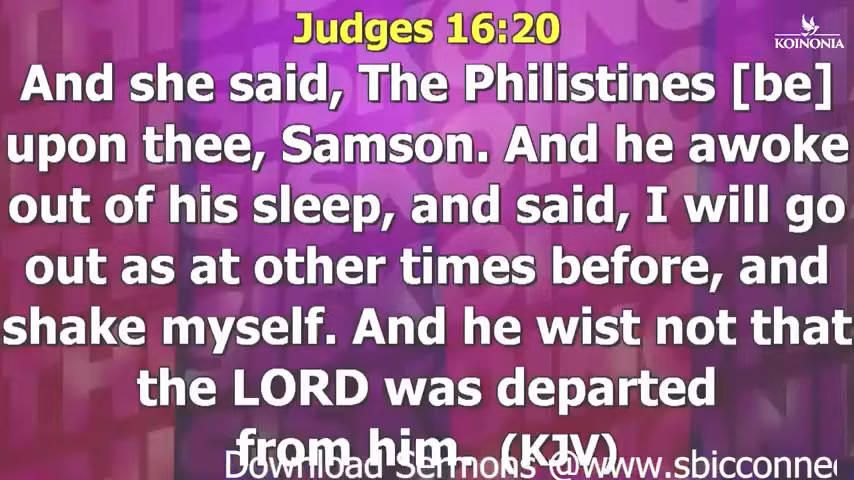 Judges 16:20
KOINONIA
And she said, The Philistines [be]
upon thee, Samson. And he awoke
out of his sleep, and said, I will go
out as at other times before, and
shake myself. And he wist not that
the LORD was departed
from him. (KJV)
Download Sermons @www.sbicconnec